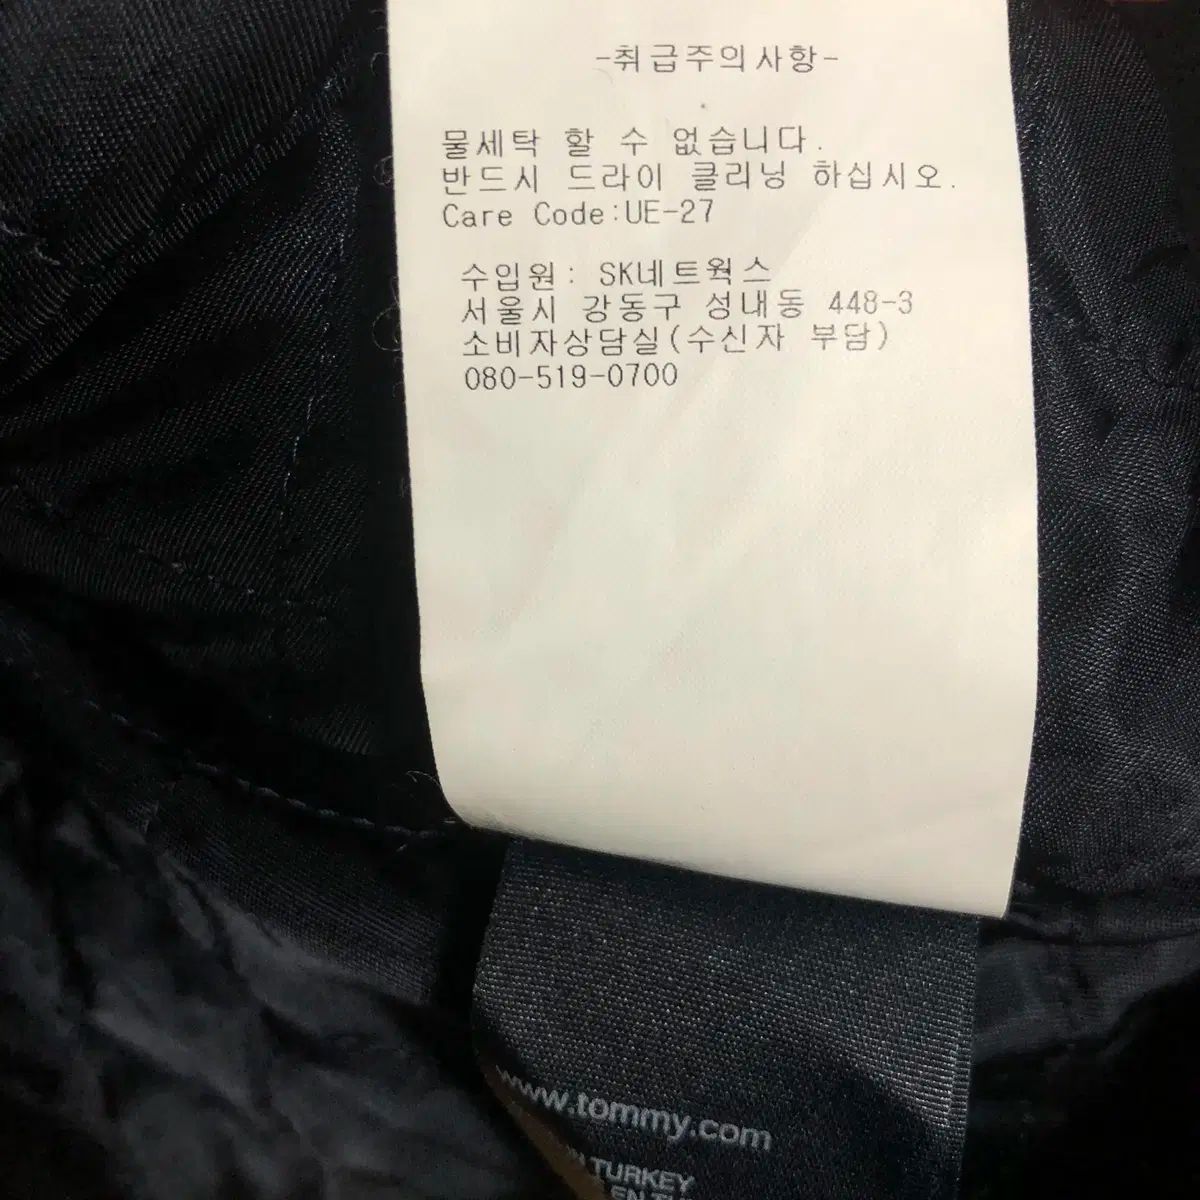 -취급주의사항-
물세탁 할 수 없습니다.
반드시 드라이 클리닝 하십시오.
Care Code:UE-27
수입원: SK네트웍스
서울시 강동구 성내동 448-3
소비자상담실(수신자 부담)
080-519-0700
www.tommy.com
TURKEY
EN